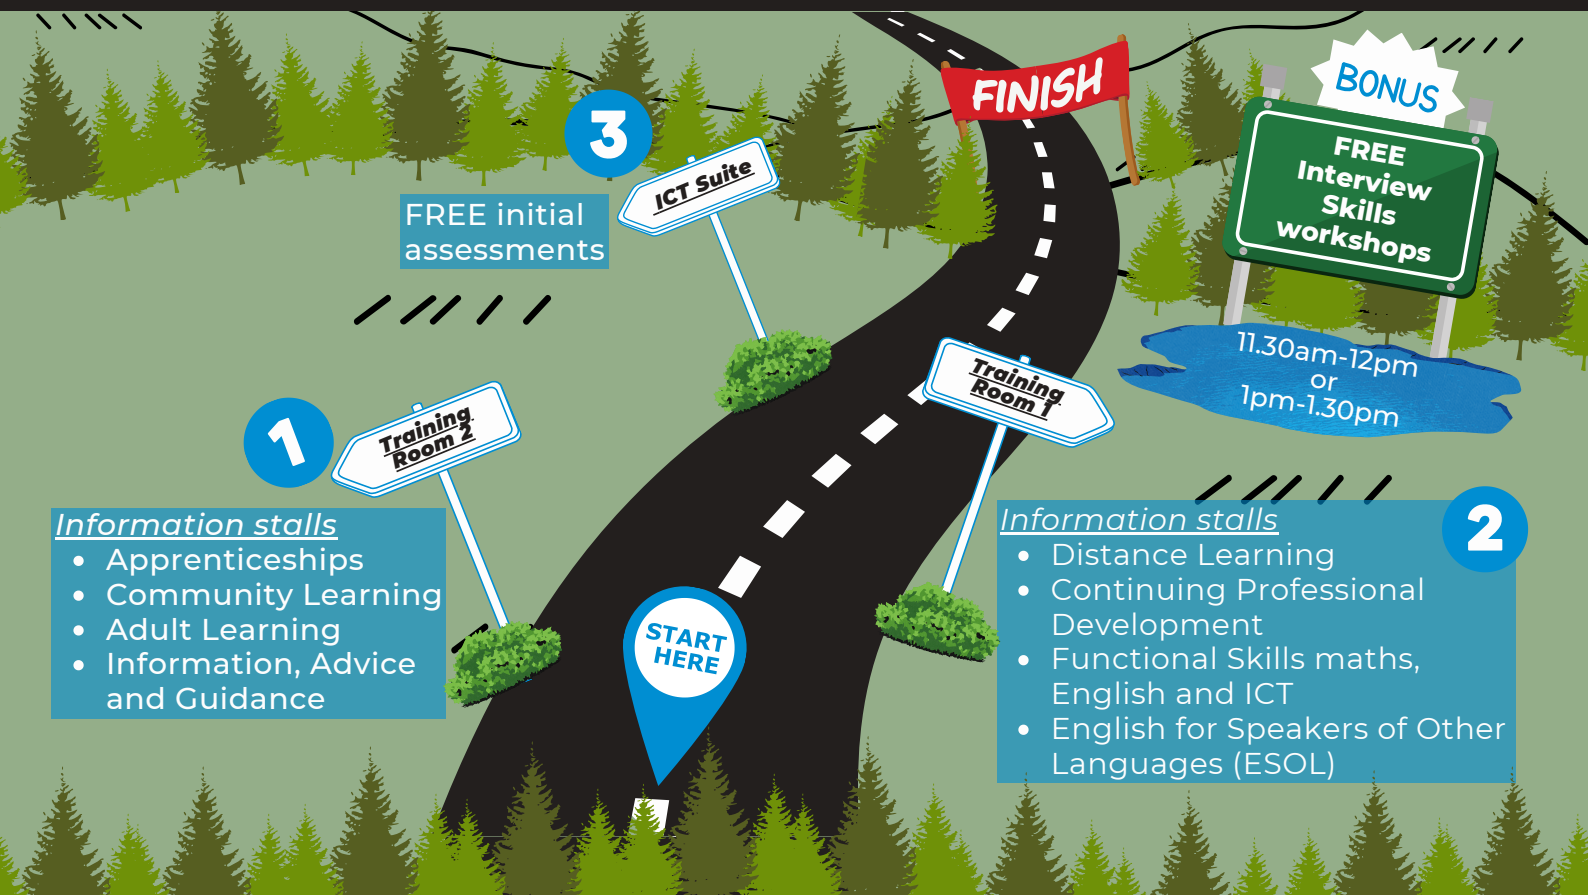 START
HERE
1
Training
Room 2
Information stalls
Apprenticeships
Community Learning
Adult Learning
Information, Advice
and Guidance
Training
Room 1
2
Information stalls
Distance Learning
Continuing Professional
Development
Functional Skills maths,
English and ICT
English for Speakers of Other
Languages (ESOL)
3
ICT Suite
FREE initial
assessments
FINISH
BONUS
FREE
Interview
Skills
workshops
11.30am-12pm
or
1pm-1.30pm